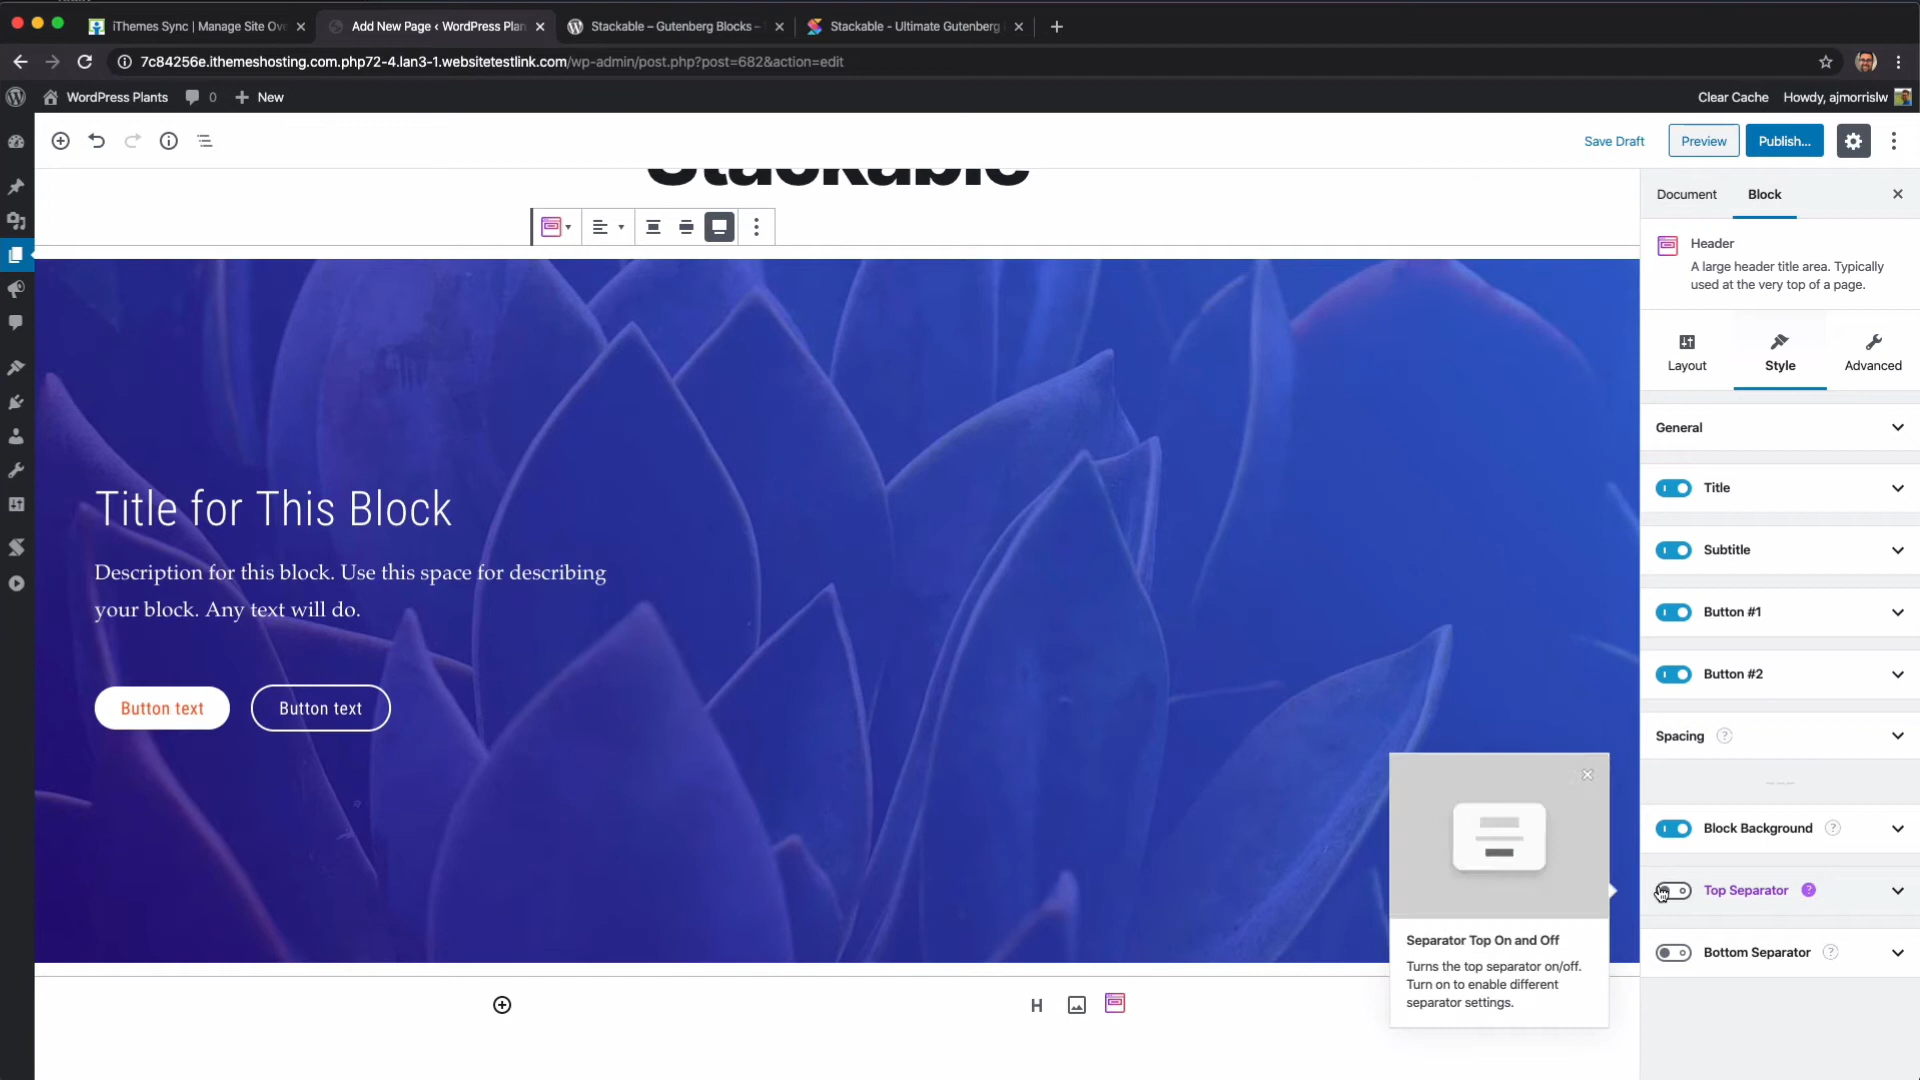 iThemes Sync | Manage Site Ove
Add New Page ‹ WordPress Plan
Stackable – Gutenberg Blocks –
Stackable - Ultimate Gutenberg
7c84256e.ithemeshosting.com.php72-4.lan3-1.websitetestlink.com/wp-admin/post.php?post=682&action=edit
WordPress Plants
0
New
Clear Cache
Howdy, ajmorrislw
Save Draft
Preview
Publish...
Stackable
Document
Block
Header
A large header title area. Typically
used at the very top of a page.
Layout
Style
Advanced
General
Title
Subtitle
Button #1
Button #2
Spacing
Block Background
Top Separator
Bottom Separator
Title for This Block
Description for this block. Use this space for describing
your block. Any text will do.
Button text
Button text
Separator Top On and Off
Turns the top separator on/off.
Turn on to enable different
separator settings.
H